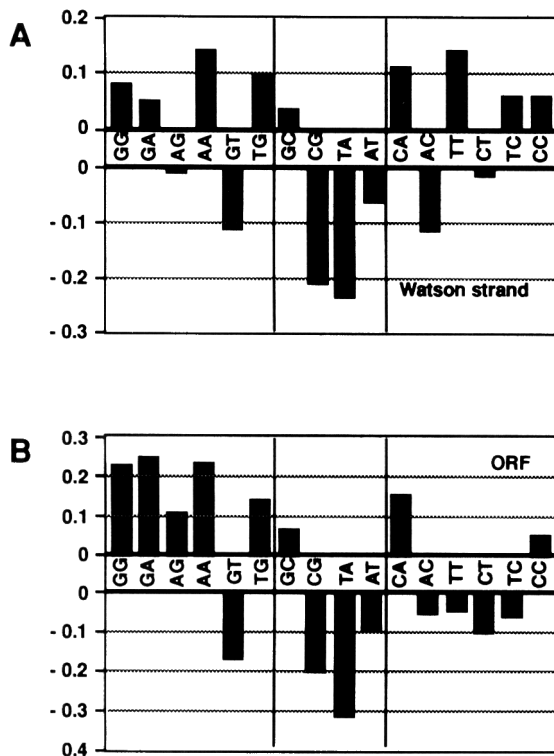 A
0.2
0.1
0
GG GA AG AA GT TG GC CG TA AT CA AC TT CT TC CC
0
- 0.1
- 0.2
Watson strand
- 0.3
B
0.3
ORF
0.2
0.1
0
GG GA AG AA GT TG GC CG TA AT CA AC TT CT TC CC
0
- 0.1
- 0.2
- 0.3
0.4